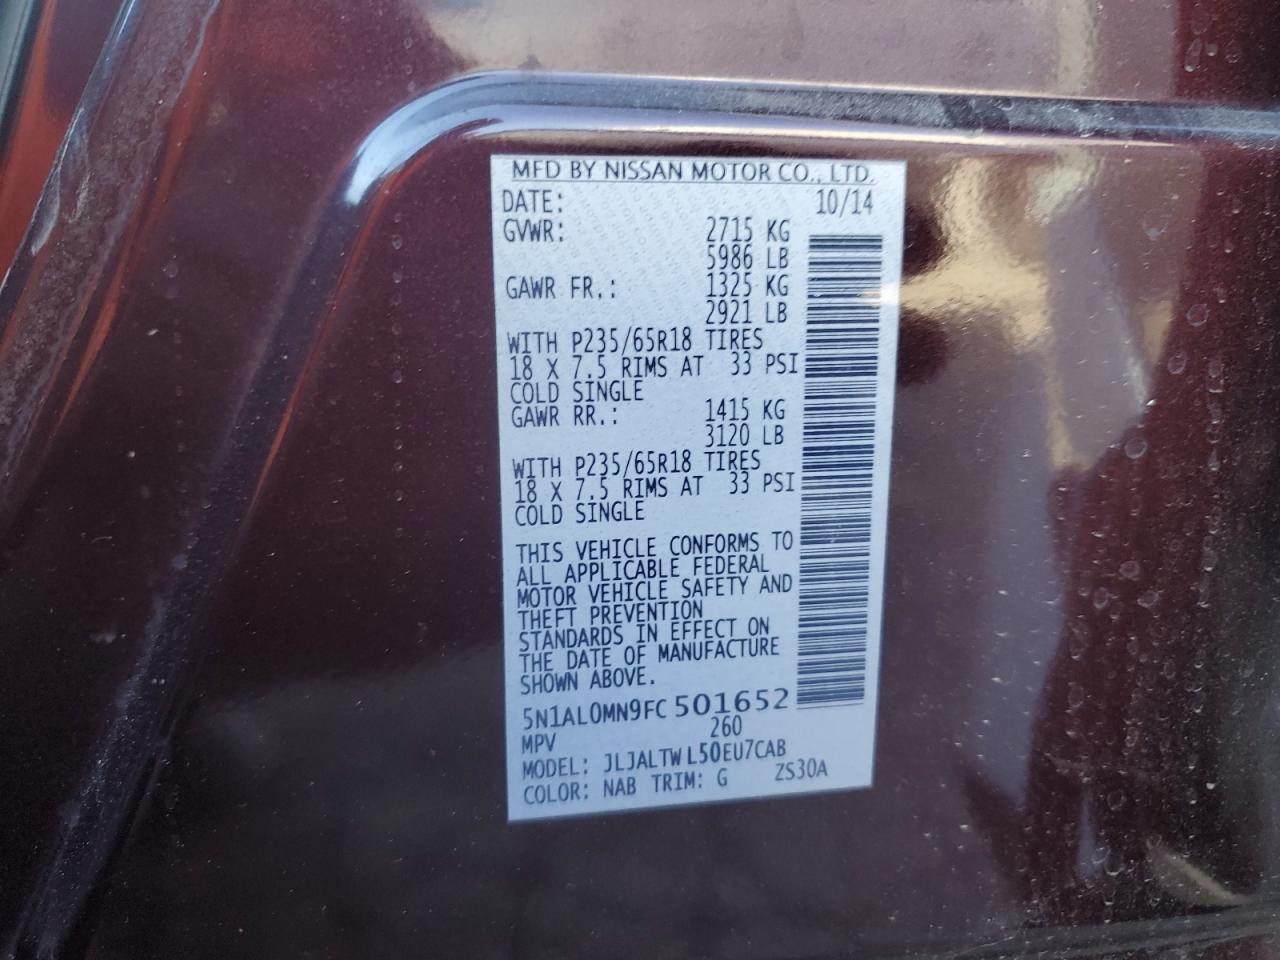 MFD BY NISSAN MOTOR CO., LTD.
DATE: 10/14
GVWR: 2715 KG
5986 LB
GAWR FR.: 1325 KG
2921 LB
WITH P235/65R18 TIRES
18 X 7.5 RIMS AT 33 PSI
COLD SINGLE
GAWR RR.: 1415 KG
3120 LB
WITH P235/65R18 TIRES
18 X 7.5 RIMS AT 33 PSI
COLD SINGLE
THIS VEHICLE CONFORMS TO
ALL APPLICABLE FEDERAL
MOTOR VEHICLE SAFETY AND
THEFT PREVENTION
STANDARDS IN EFFECT ON
THE DATE OF MANUFACTURE
SHOWN ABOVE.
5N1AL0MN9FC 501652
MPV 260
MODEL: JLJALTW L50EU7CAB
COLOR: NAB TRIM: G ZS30A